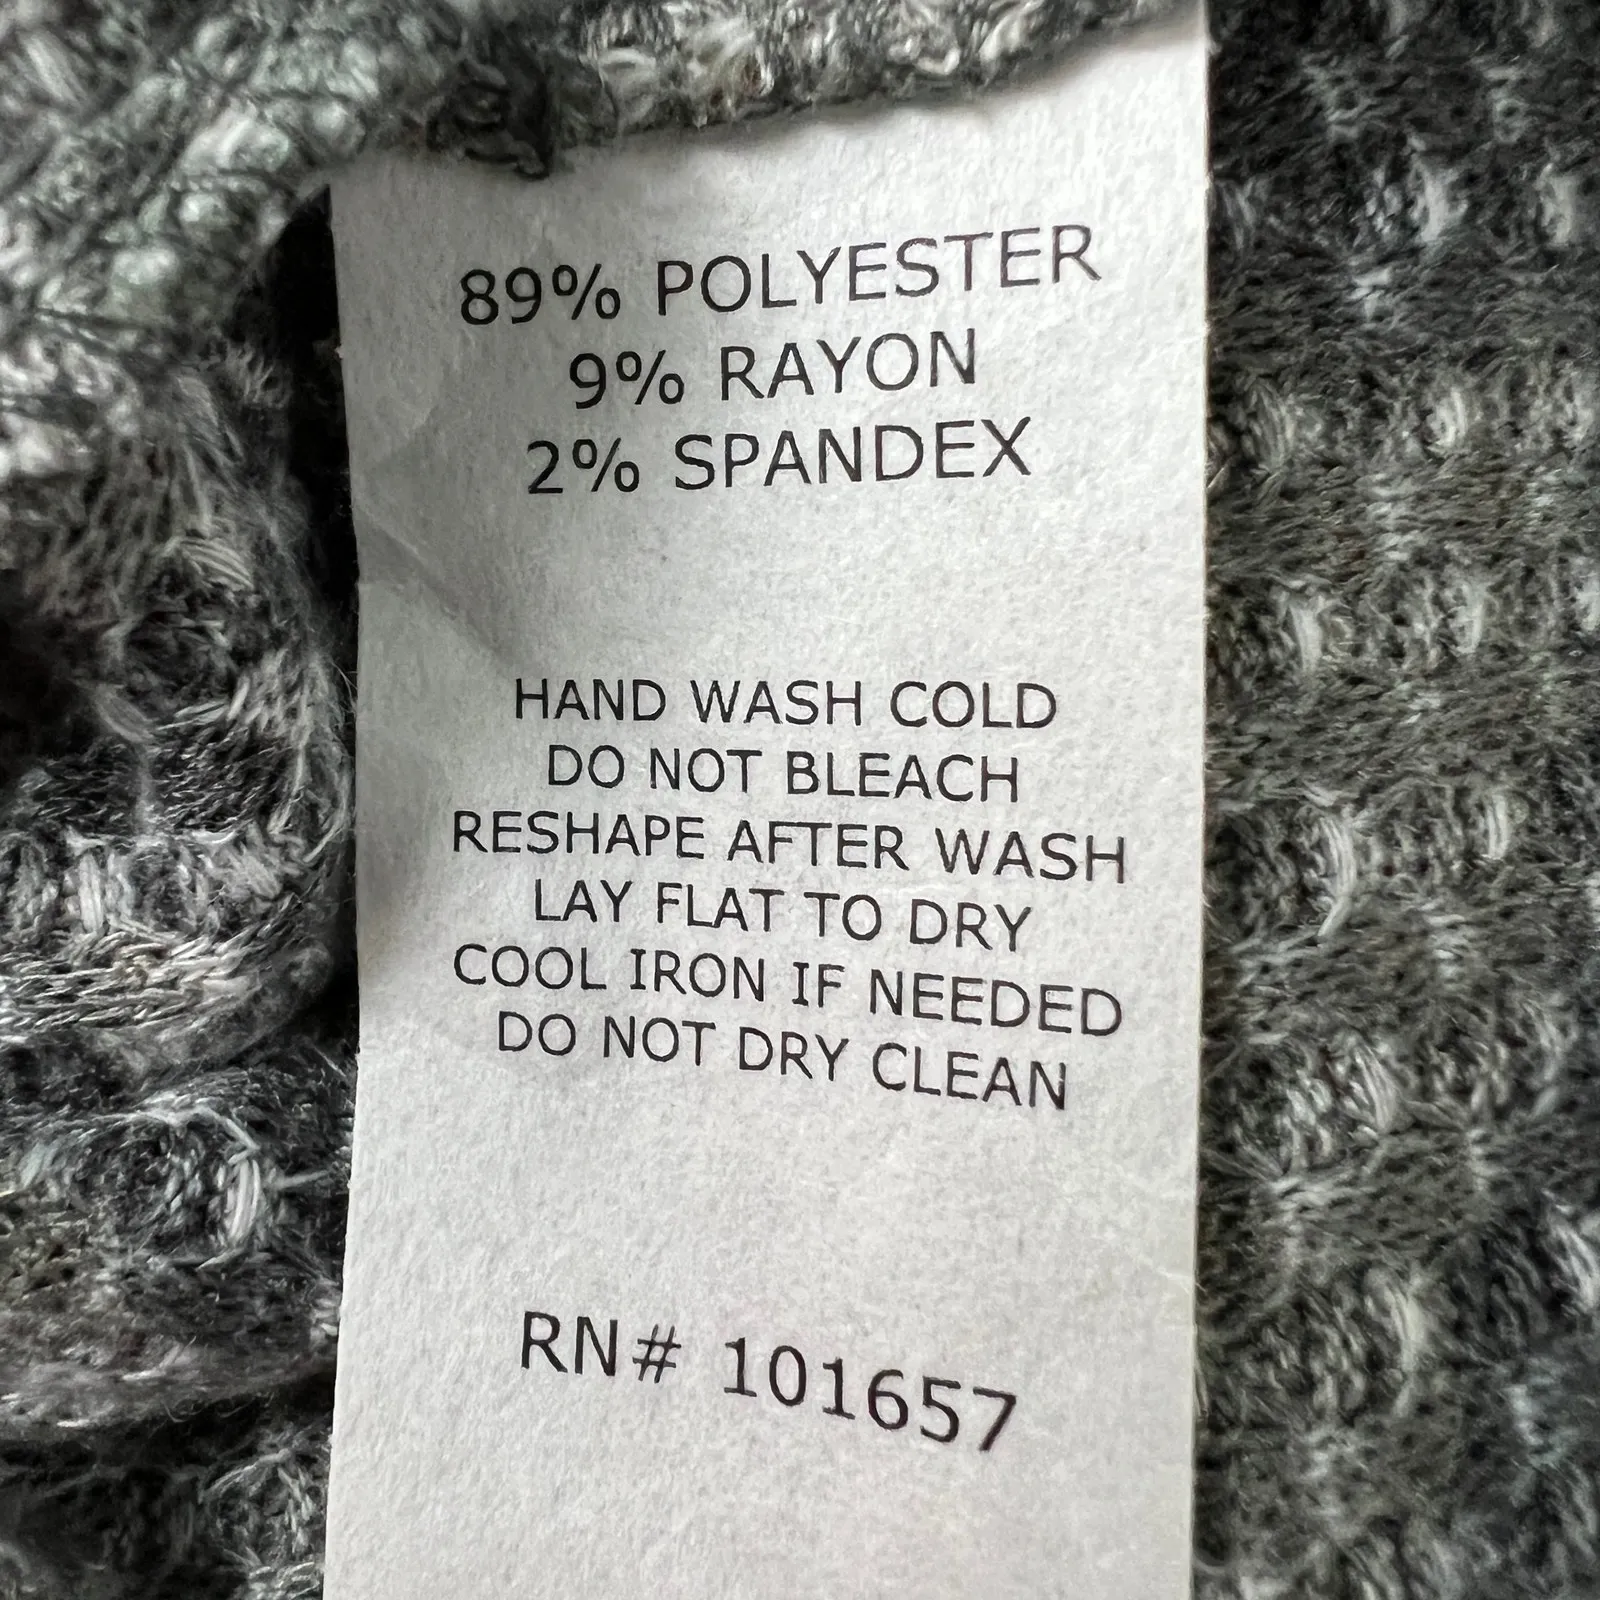 89% POLYESTER
9% RAYON
2% SPANDEX
HAND WASH COLD
DO NOT BLEACH
RESHAPE AFTER WASH
LAY FLAT TO DRY
COOL IRON IF NEEDED
DO NOT DRY CLEAN
RN# 101657